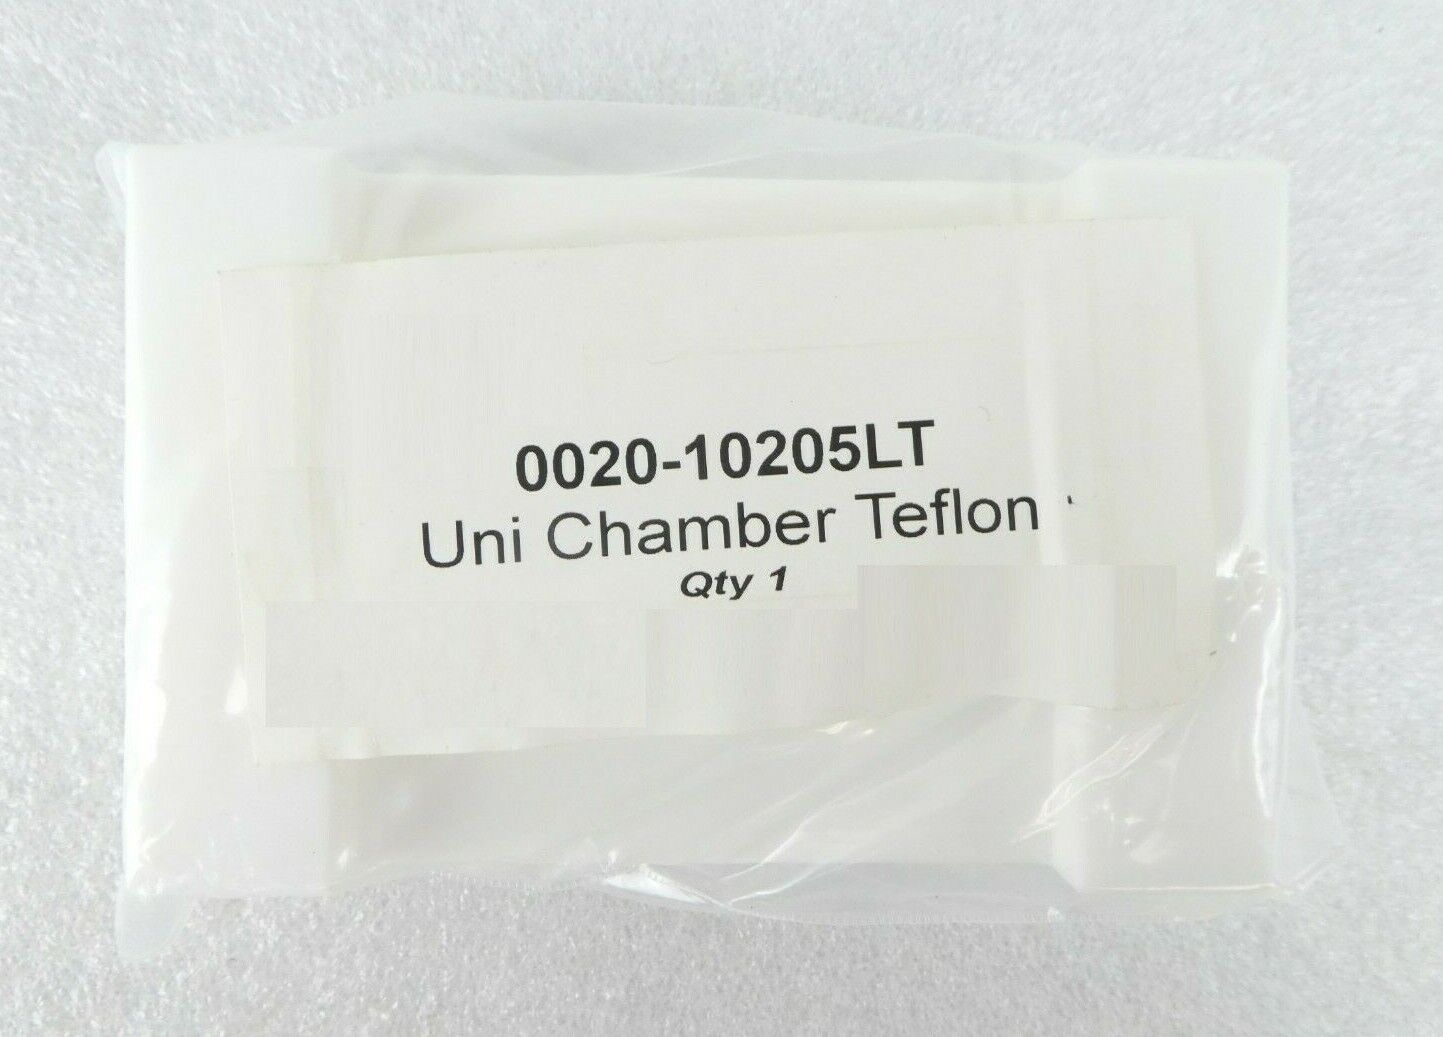 0020-10205LT
Uni Chamber Teflon
Qty 1